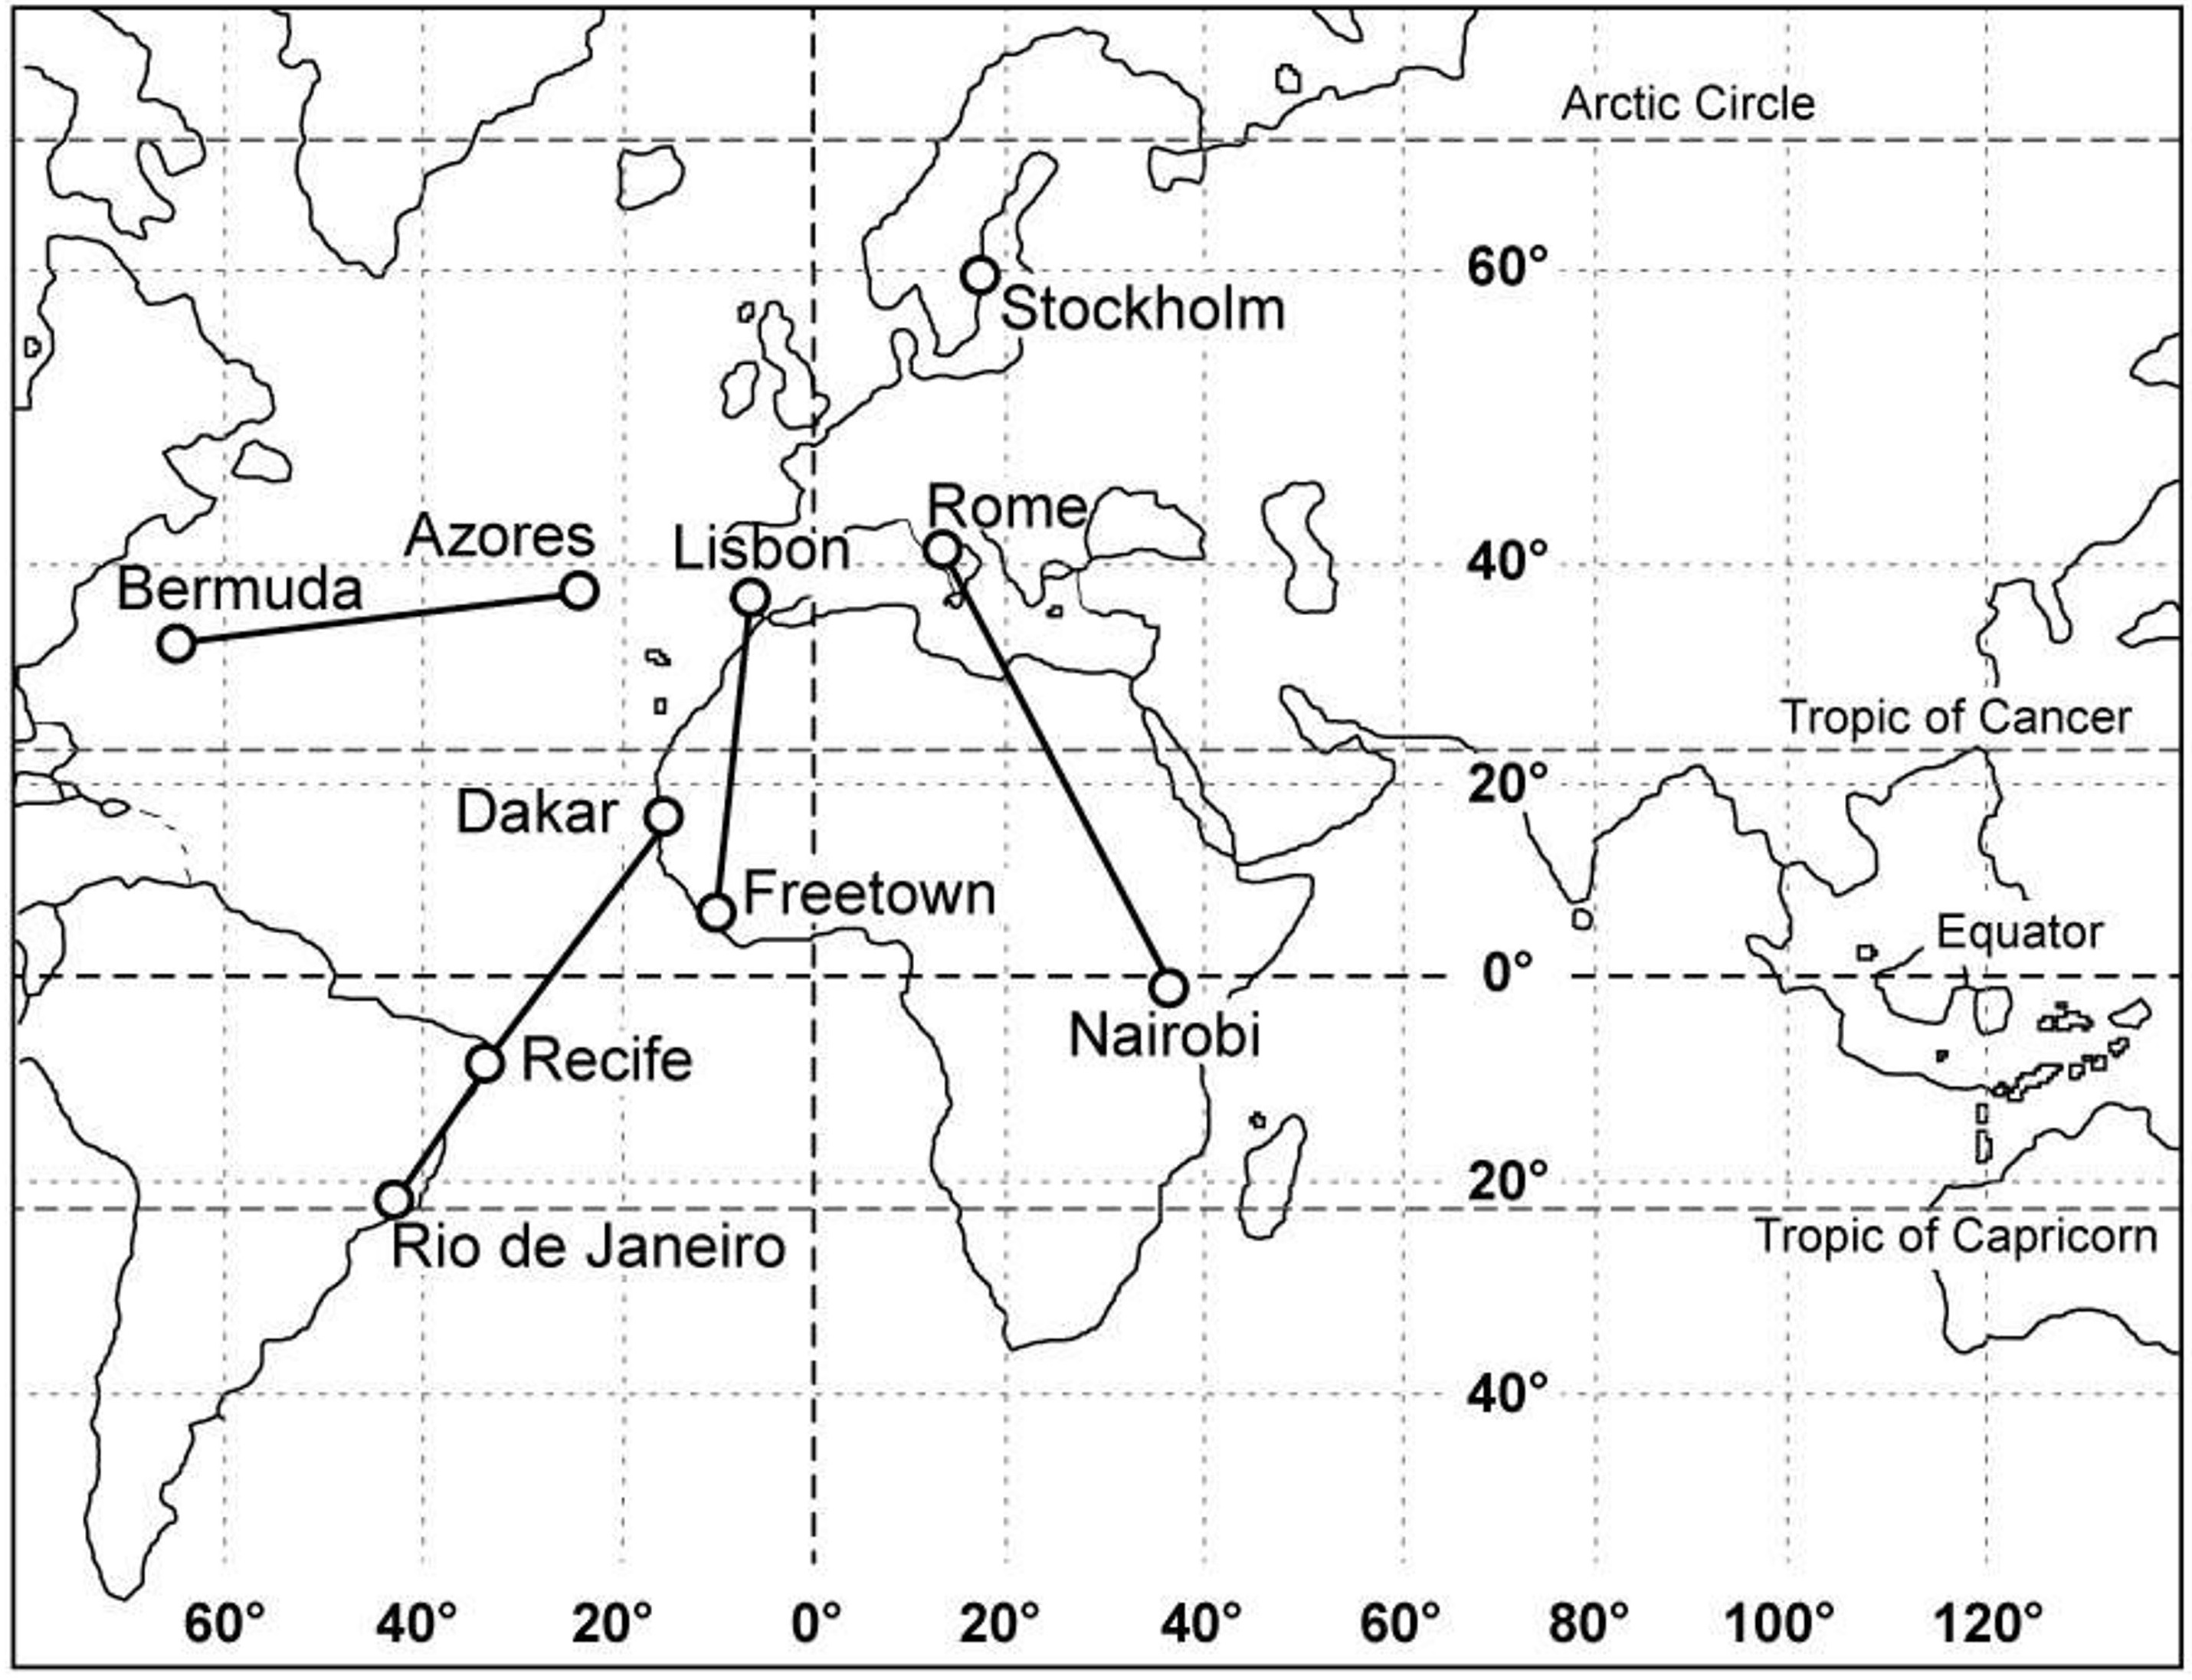 Arctic Circle
60°
Stockholm
Rome
Azores
Lisbon
40°
Bermuda
Tropic of Cancer
20°
Dakar
Freetown
Equator
0°
Nairobi
Recife
20°
Tropic of Capricorn
Rio de Janeiro
40°
60° 40° 20° 0° 20° 40° 60° 80° 100° 120°